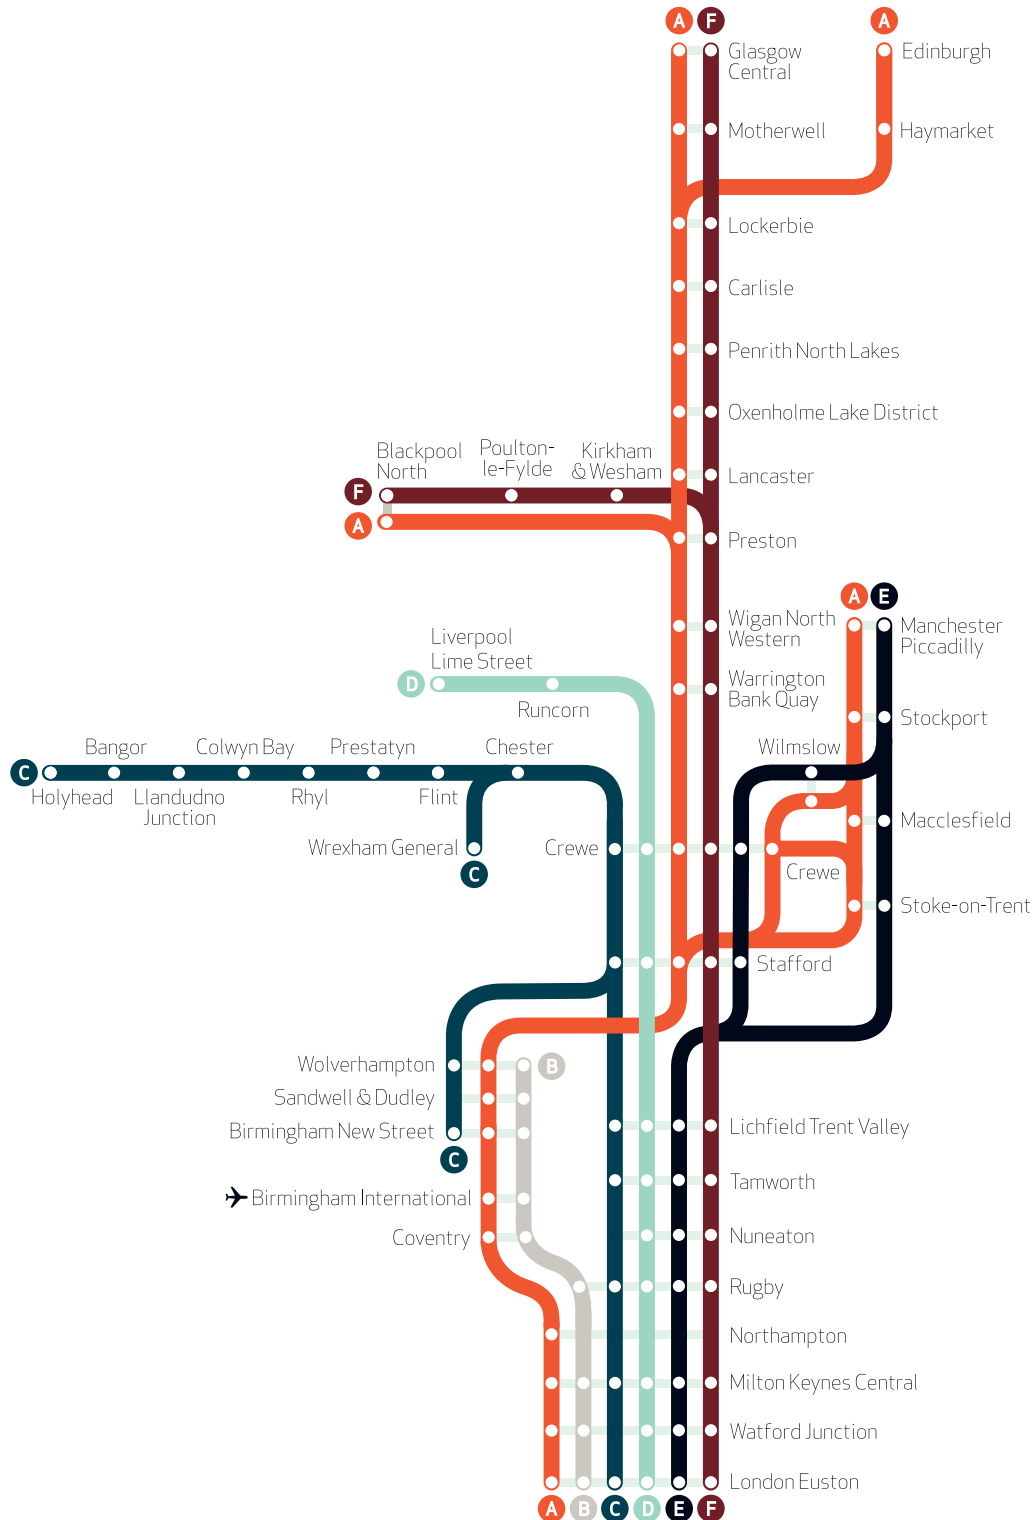 A
F
A
Glasgow
Central
Edinburgh
Motherwell
Haymarket
Lockerbie
Carlisle
Penrith North Lakes
Oxenholme Lake District
Blackpool
North
Poulton-
le-Fylde
Kirkham
& Wesham
Lancaster
F
A
Preston
A
E
Wigan North
Western
Manchester
Piccadilly
Liverpool
Lime Street
D
Runcorn
Warrington
Bank Quay
Stockport
Bangor
Colwyn Bay
Prestatyn
Chester
Wilmslow
C
Holyhead
Llandudno
Junction
Rhyl
Flint
Macclesfield
Wrexham General
C
Crewe
Crewe
Stoke-on-Trent
Stafford
Wolverhampton
B
Sandwell & Dudley
Birmingham New Street
C
Lichfield Trent Valley
Tamworth
Birmingham International
Coventry
Nuneaton
Rugby
Northampton
Milton Keynes Central
Watford Junction
London Euston
A
B
C
D
E
F